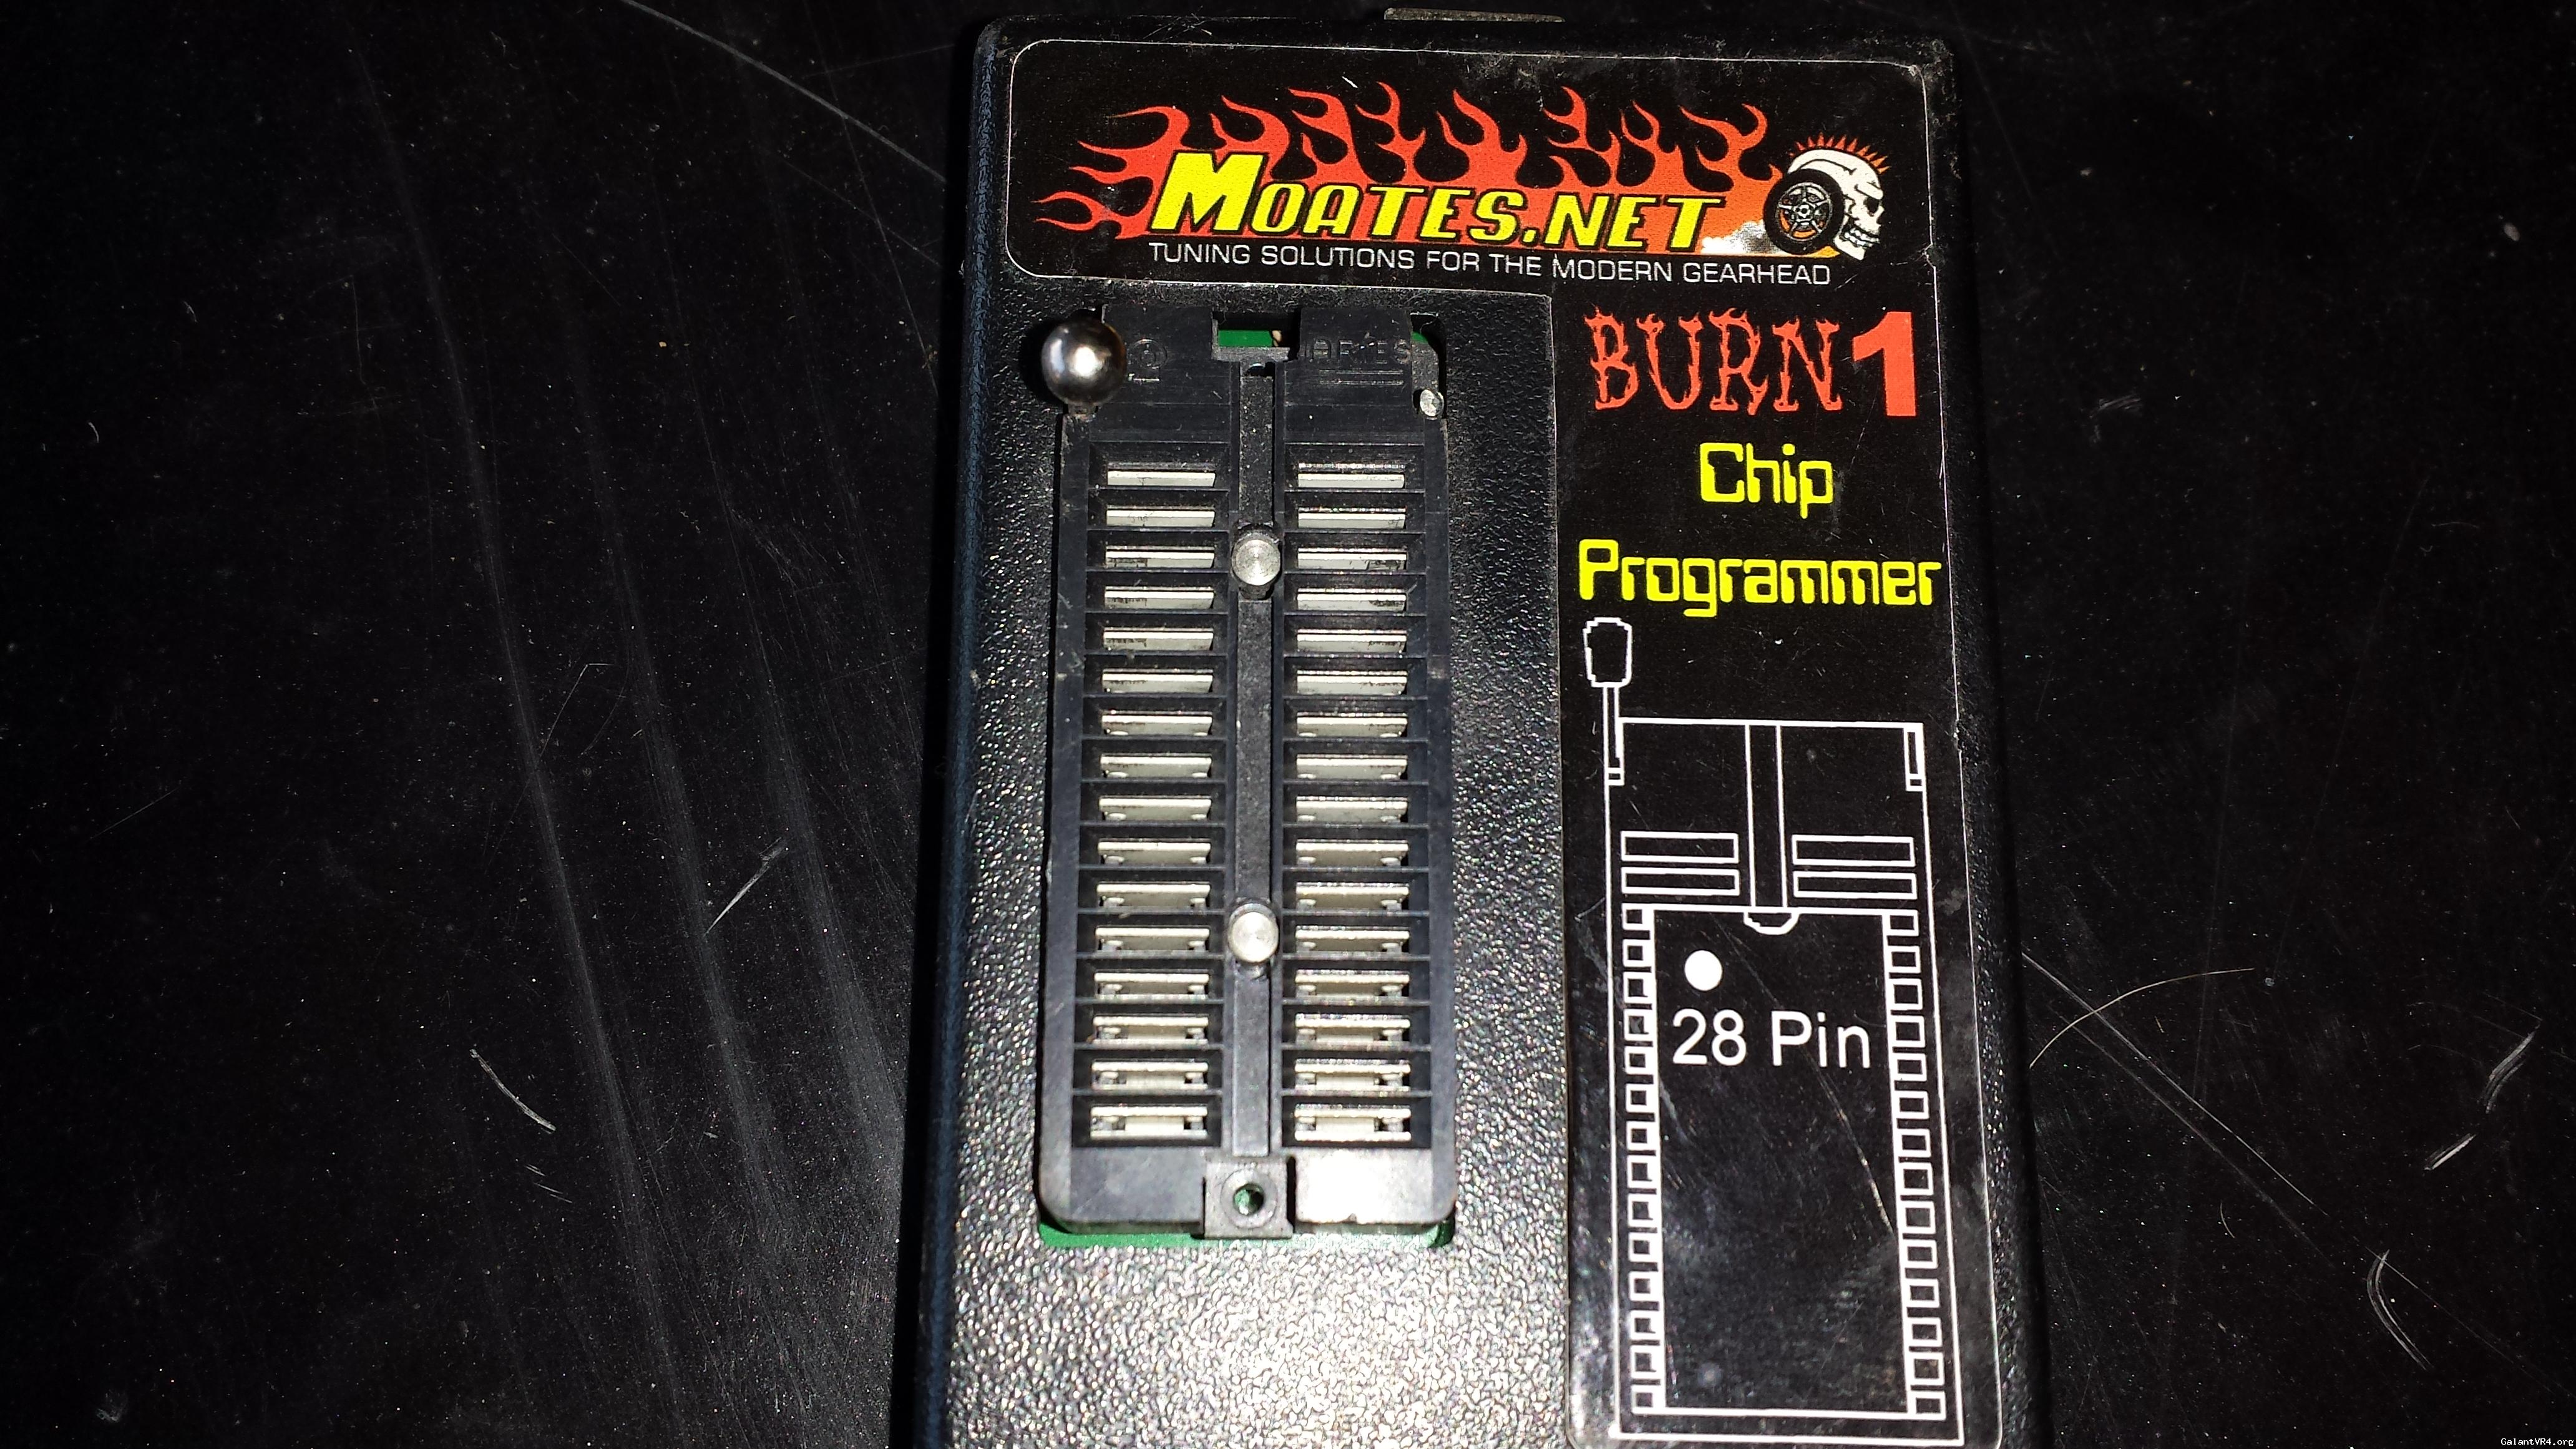 MOATES.NET
TUNING SOLUTIONS FOR THE MODERN GEARHEAD
BURN1
Chip
Programmer
28 Pin
GalantVR4.org